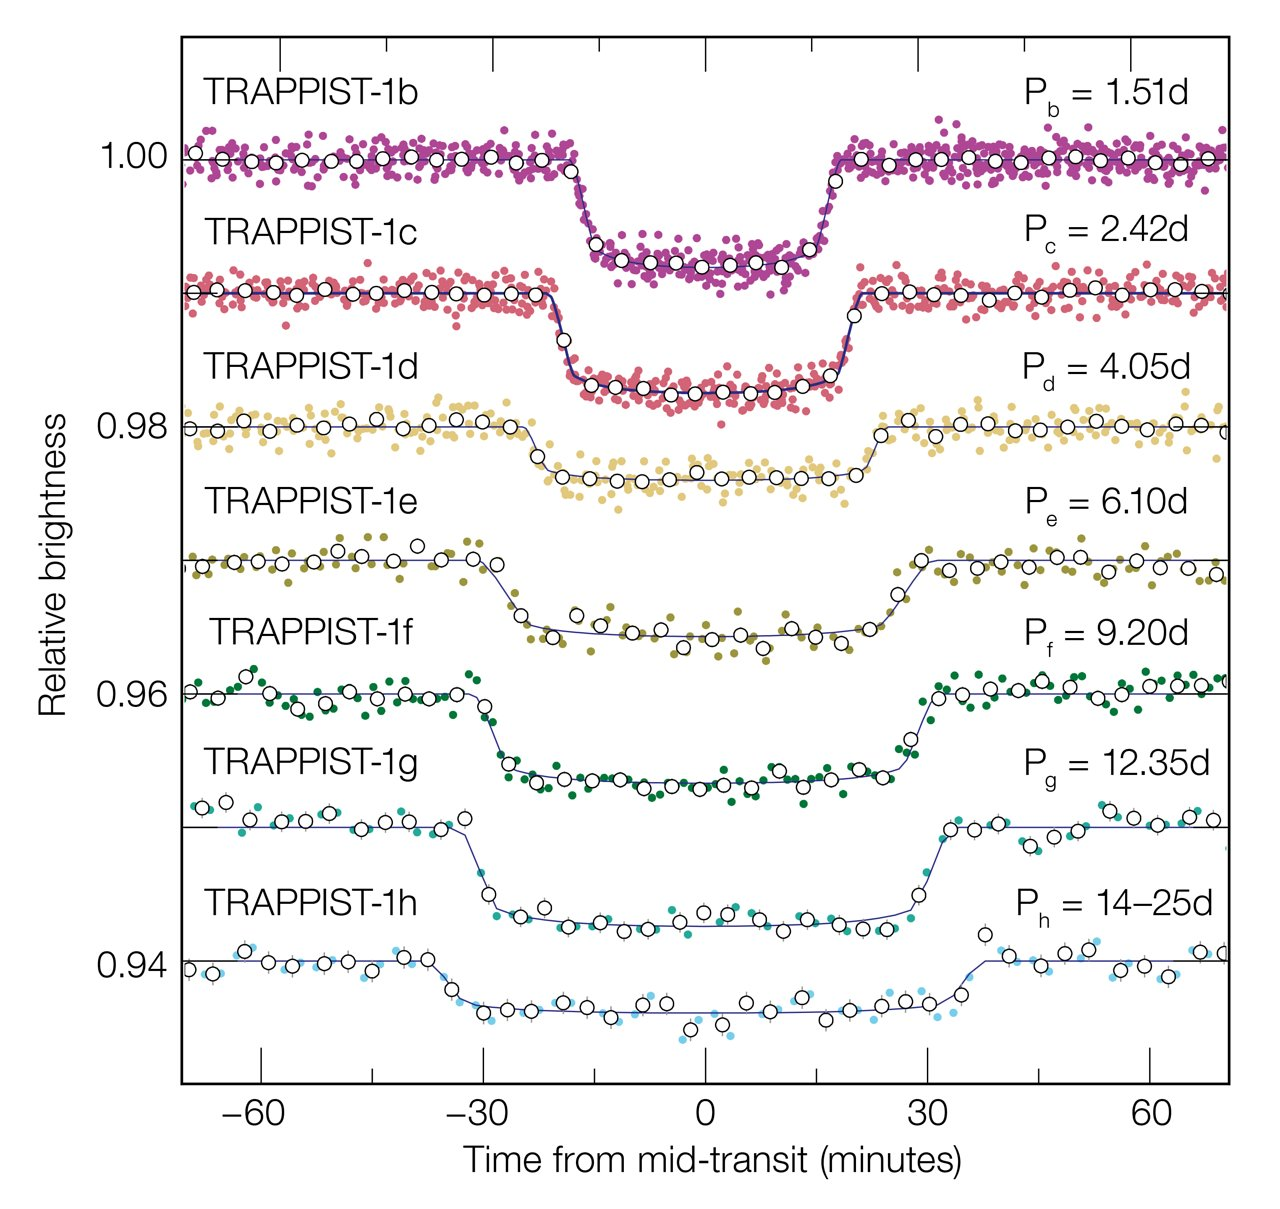 TRAPPIST-1b P_b = 1.51d
1.00
TRAPPIST-1c P_c = 2.42d
TRAPPIST-1d P_d = 4.05d
0.98
TRAPPIST-1e P_e = 6.10d
Relative brightness
TRAPPIST-1f P_f = 9.20d
0.96
TRAPPIST-1g P_g = 12.35d
TRAPPIST-1h P_h = 14–25d
0.94
−60 −30 0 30 60
Time from mid-transit (minutes)